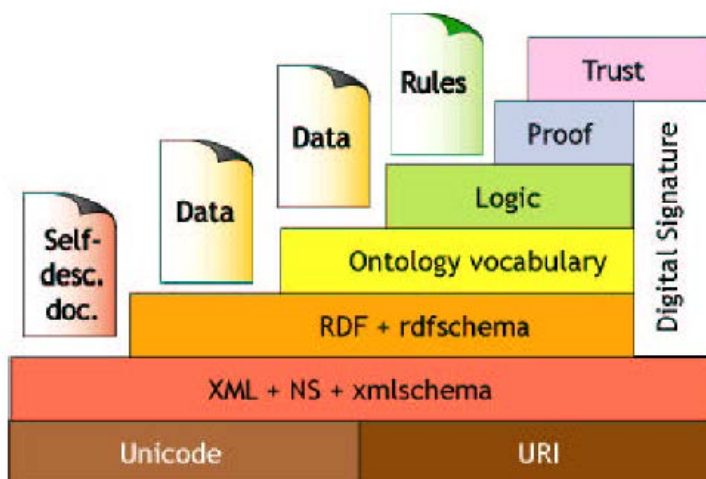 Rules
Trust
Data
Proof
Data
Logic
Self-
desc.
doc.
Digital Signature
Ontology vocabulary
RDF + rdfschema
XML + NS + xmlschema
Unicode
URI